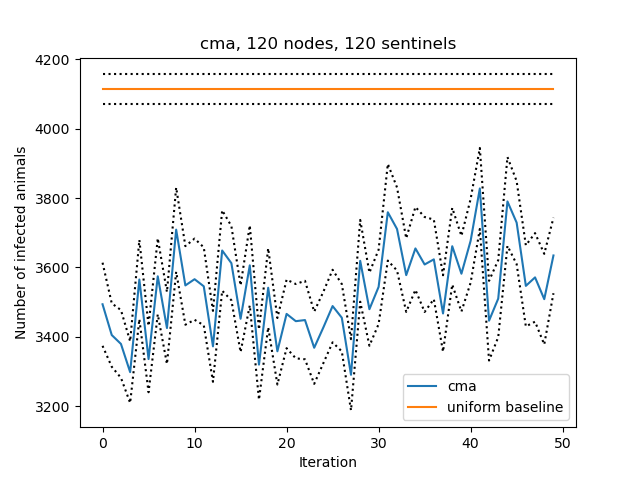 cma, 120 nodes, 120 sentinels
4200
4000
3800
3600
3400
3200
Number of infected animals
0
10
20
30
40
50
Iteration
cma
uniform baseline